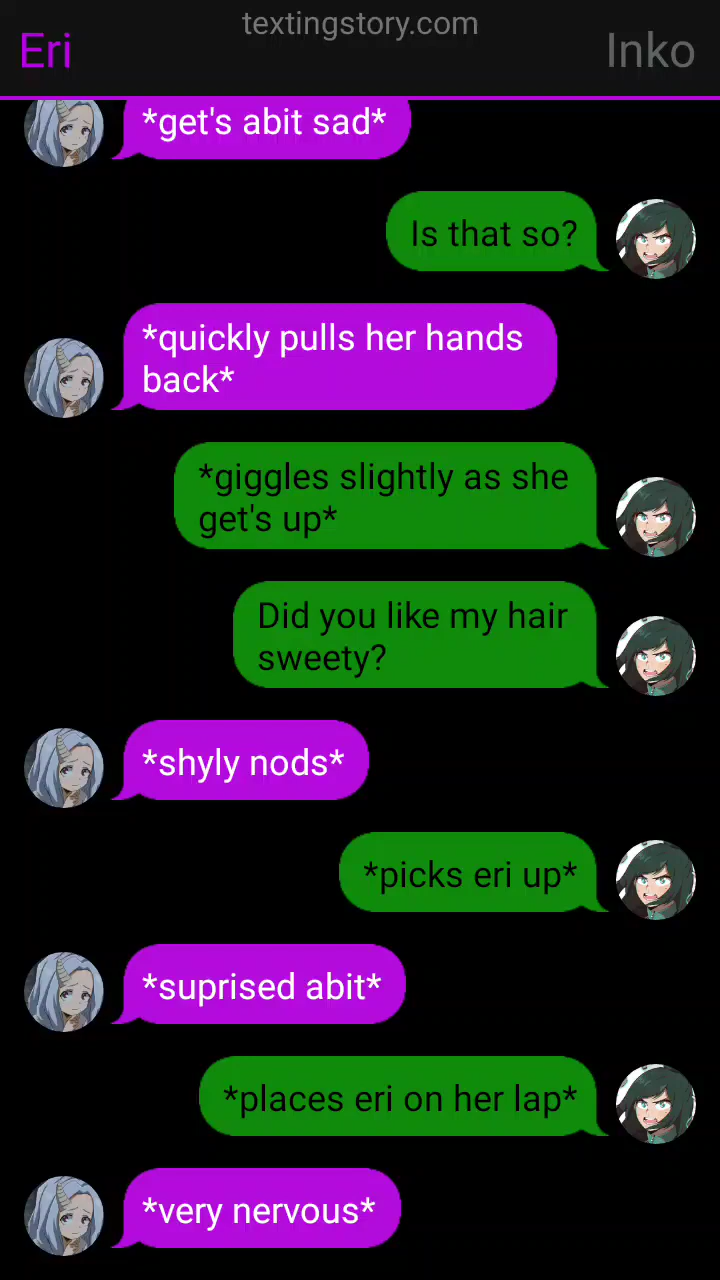 textingstory.com
Eri
Inko
*get's abit sad*
Is that so?
*quickly pulls her hands
back*
*giggles slightly as she
get's up*
Did you like my hair
sweety?
*shyly nods*
*picks eri up*
*suprised abit*
*places eri on her lap*
*very nervous*